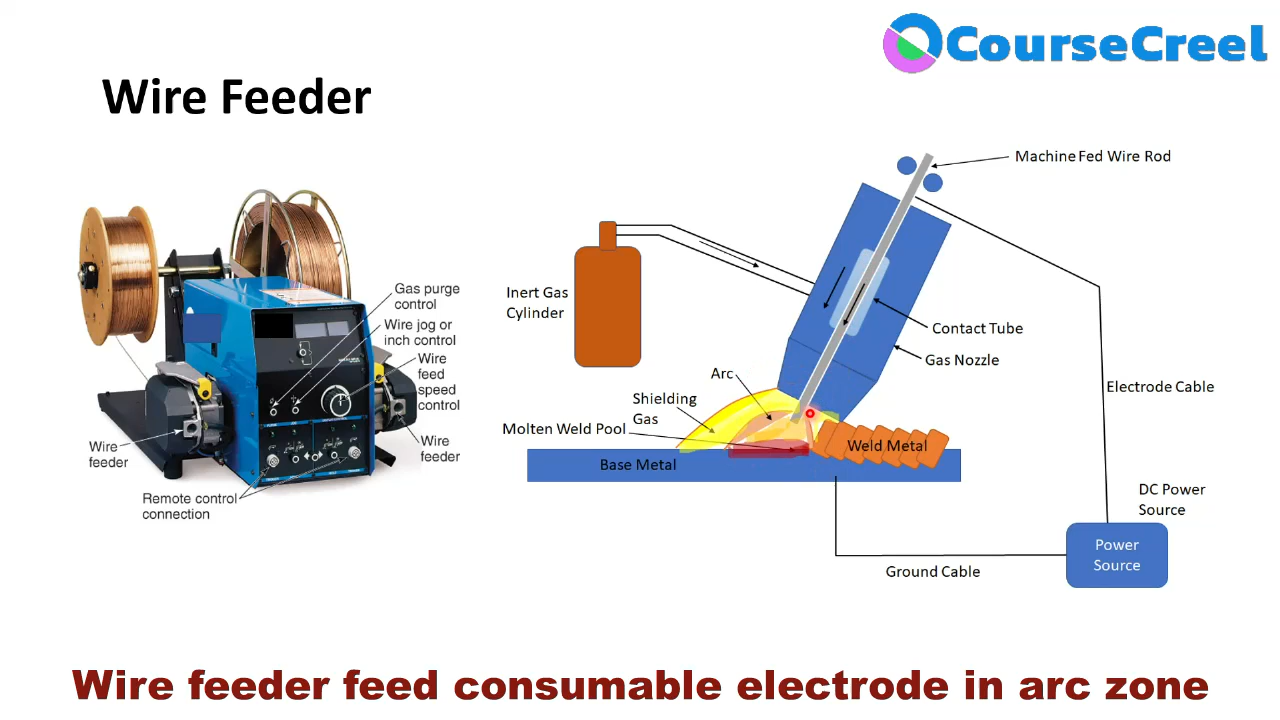 CourseCreel
Wire Feeder
Gas purge
control
Wire jog or
inch control
Wire
feed
speed
control
Wire
feeder
Wire
feeder
Remote control
connection
Machine Fed Wire Rod
Inert Gas
Cylinder
Contact Tube
Gas Nozzle
Arc
Electrode Cable
Shielding
Gas
Molten Weld Pool
Weld Metal
Base Metal
DC Power
Source
Power
Source
Ground Cable
Wire feeder feed consumable electrode in arc zone